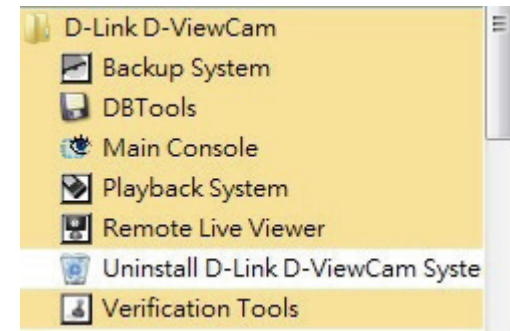 D-Link D-ViewCam
Backup System
DBTools
Main Console
Playback System
Remote Live Viewer
Uninstall D-Link D-ViewCam Syste
Verification Tools